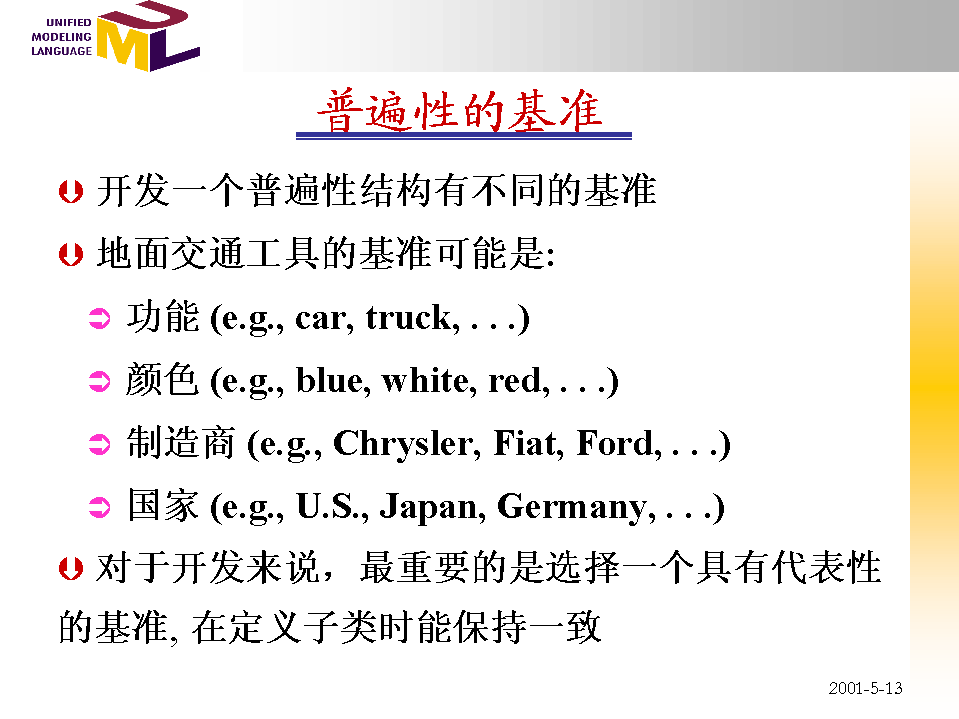 UNIFIED
MODELING
LANGUAGE
UML
普遍性的基准
开发一个普遍性结构有不同的基准
地面交通工具的基准可能是:
功能 (e.g., car, truck, . . .)
颜色 (e.g., blue, white, red, . . .)
制造商 (e.g., Chrysler, Fiat, Ford, . . .)
国家 (e.g., U.S., Japan, Germany, . . .)
对于开发来说，最重要的是选择一个具有代表性
的基准, 在定义子类时能保持一致
2001-5-13